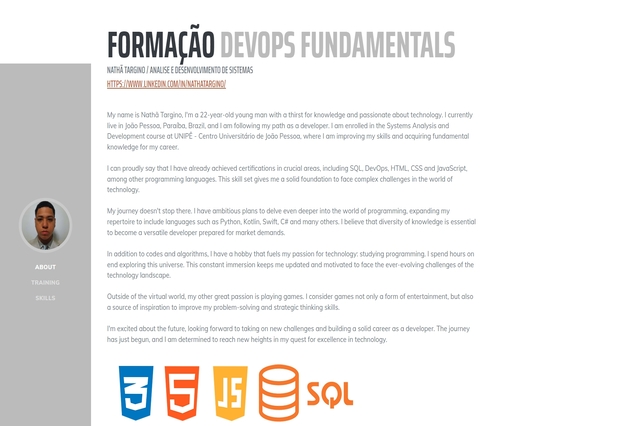 FORMAÇÃO DEVOPS FUNDAMENTALS
NATHÃ TARGINO / ANALISE E DESENVOLVIMENTO DE SISTEMAS
HTTPS://WWW.LINKEDIN.COM/IN/NATHATARGINO/
My name is Nathã Targino, I'm a 22-year-old young man with a thirst for knowledge and passionate about technology. I currently
live in João Pessoa, Paraíba, Brazil, and I am following my path as a developer. I am enrolled in the Systems Analysis and
Development course at UNIPÊ - Centro Universitário de João Pessoa, where I am improving my skills and acquiring fundamental
knowledge for my career.
I can proudly say that I have already achieved certifications in crucial areas, including SQL, DevOps, HTML, CSS and JavaScript,
among other programming languages. This skill set gives me a solid foundation to face complex challenges in the world of
technology.
My journey doesn't stop there. I have ambitious plans to delve even deeper into the world of programming, expanding my
repertoire to include languages such as Python, Kotlin, Swift, C# and many others. I believe that diversity of knowledge is essential
to become a versatile developer prepared for market demands.
In addition to codes and algorithms, I have a hobby that fuels my passion for technology: studying programming. I spend hours on
end exploring this universe. This constant immersion keeps me updated and motivated to face the ever-evolving challenges of the
technology landscape.
Outside of the virtual world, my other great passion is playing games. I consider games not only a form of entertainment, but also
a source of inspiration to improve my problem-solving and strategic thinking skills.
I'm excited about the future, looking forward to taking on new challenges and building a solid career as a developer. The journey
has just begun, and I am determined to reach new heights in my quest for excellence in technology.
ABOUT
TRAINING
SKILLS
3 5 JS SQL